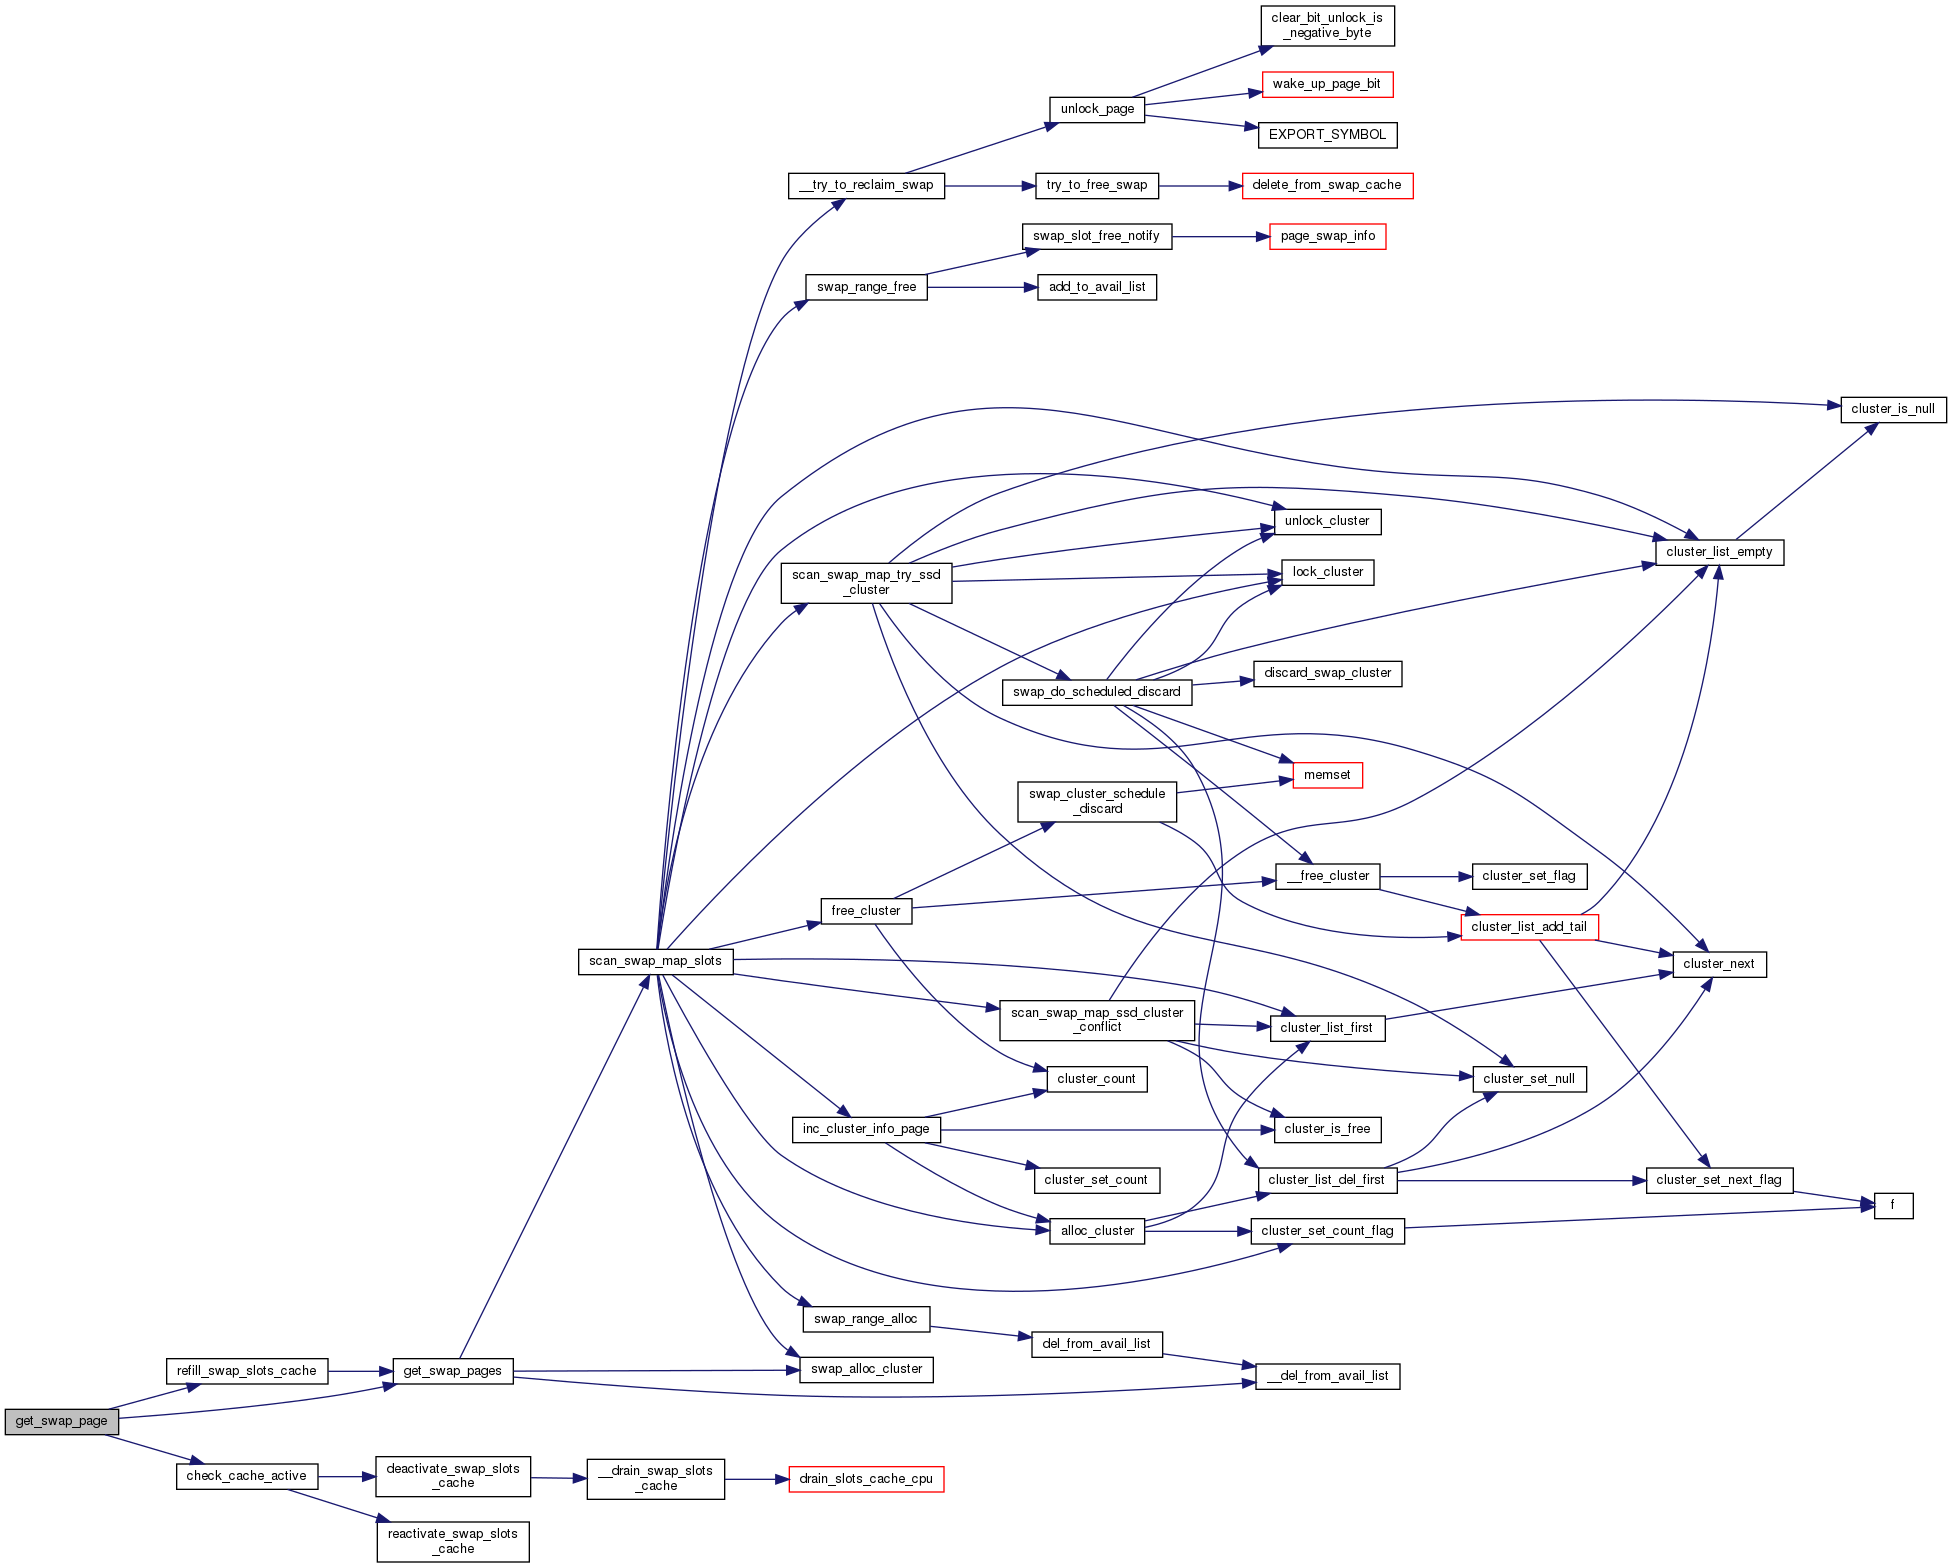 clear_bit_unlock_is
_negative_byte
wake_up_page_bit
unlock_page
EXPORT_SYMBOL
__try_to_reclaim_swap
try_to_free_swap
delete_from_swap_cache
swap_slot_free_notify
page_swap_info
swap_range_free
add_to_avail_list
cluster_is_null
unlock_cluster
cluster_list_empty
scan_swap_map_try_ssd
_cluster
lock_cluster
discard_swap_cluster
swap_do_scheduled_discard
memset
swap_cluster_schedule
_discard
__free_cluster
cluster_set_flag
free_cluster
cluster_list_add_tail
scan_swap_map_slots
cluster_next
scan_swap_map_ssd_cluster
_conflict
cluster_list_first
cluster_count
cluster_set_null
inc_cluster_info_page
cluster_is_free
cluster_set_count
cluster_list_del_first
cluster_set_next_flag
f
alloc_cluster
cluster_set_count_flag
swap_range_alloc
del_from_avail_list
refill_swap_slots_cache
get_swap_pages
swap_alloc_cluster
__del_from_avail_list
get_swap_page
check_cache_active
deactivate_swap_slots
_cache
__drain_swap_slots
_cache
drain_slots_cache_cpu
reactivate_swap_slots
_cache